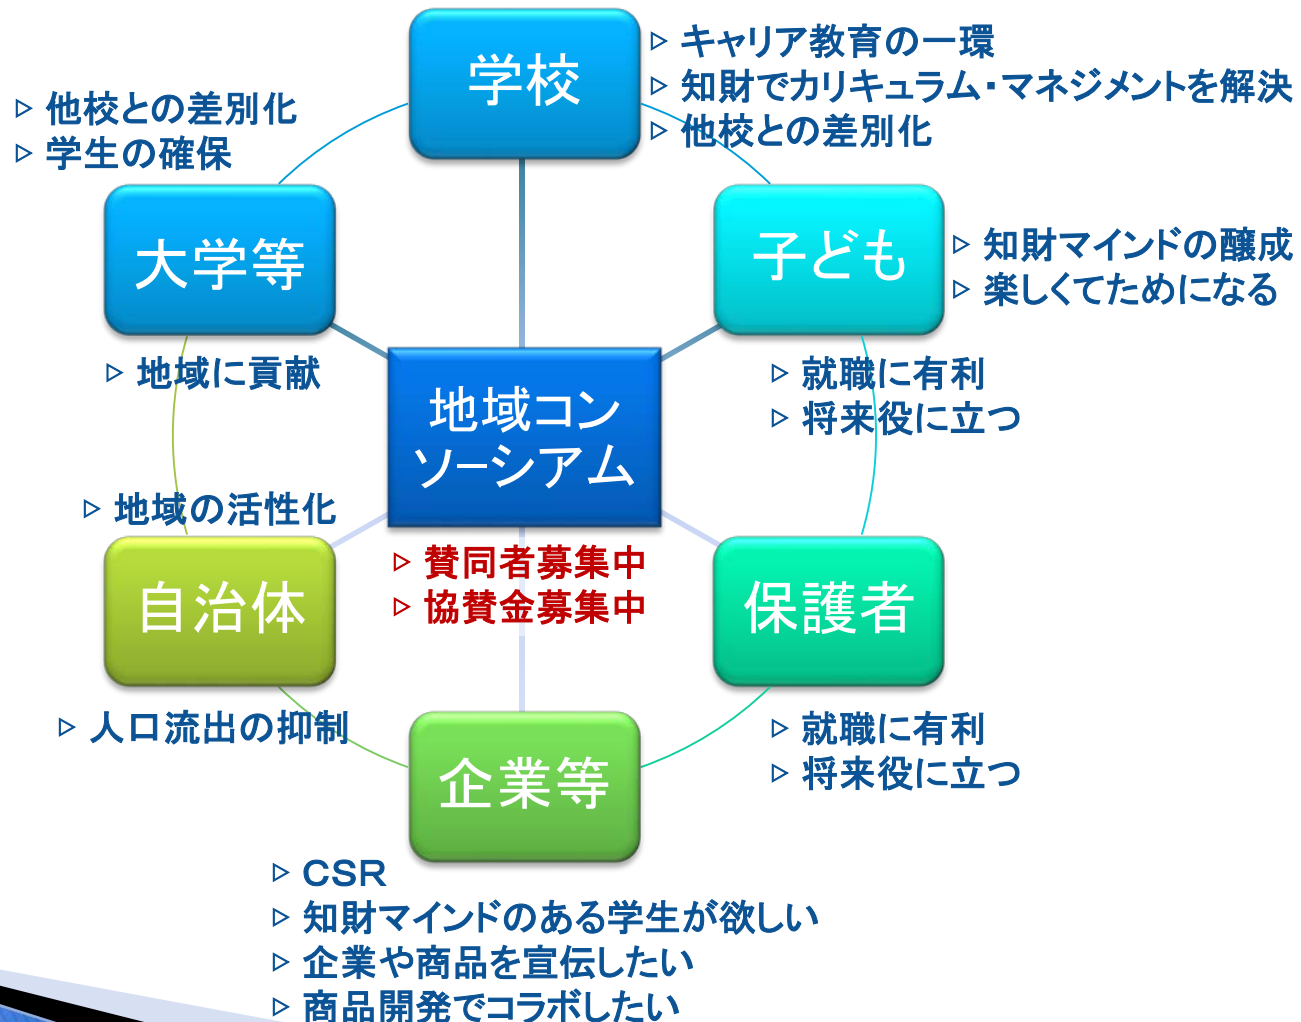 学校
▷ キャリア教育の一環
▷ 知財でカリキュラム・マネジメントを解決
▷ 他校との差別化
▷ 他校との差別化
▷ 学生の確保
大学等
▷ 地域に貢献
子ども
▷ 知財マインドの醸成
▷ 楽しくてためになる
▷ 就職に有利
▷ 将来役に立つ
地域コン
ソーシアム
▷ 賛同者募集中
▷ 協賛金募集中
▷ 地域の活性化
自治体
▷ 人口流出の抑制
保護者
▷ 就職に有利
▷ 将来役に立つ
企業等
▷ CSR
▷ 知財マインドのある学生が欲しい
▷ 企業や商品を宣伝したい
▷ 商品開発でコラボしたい